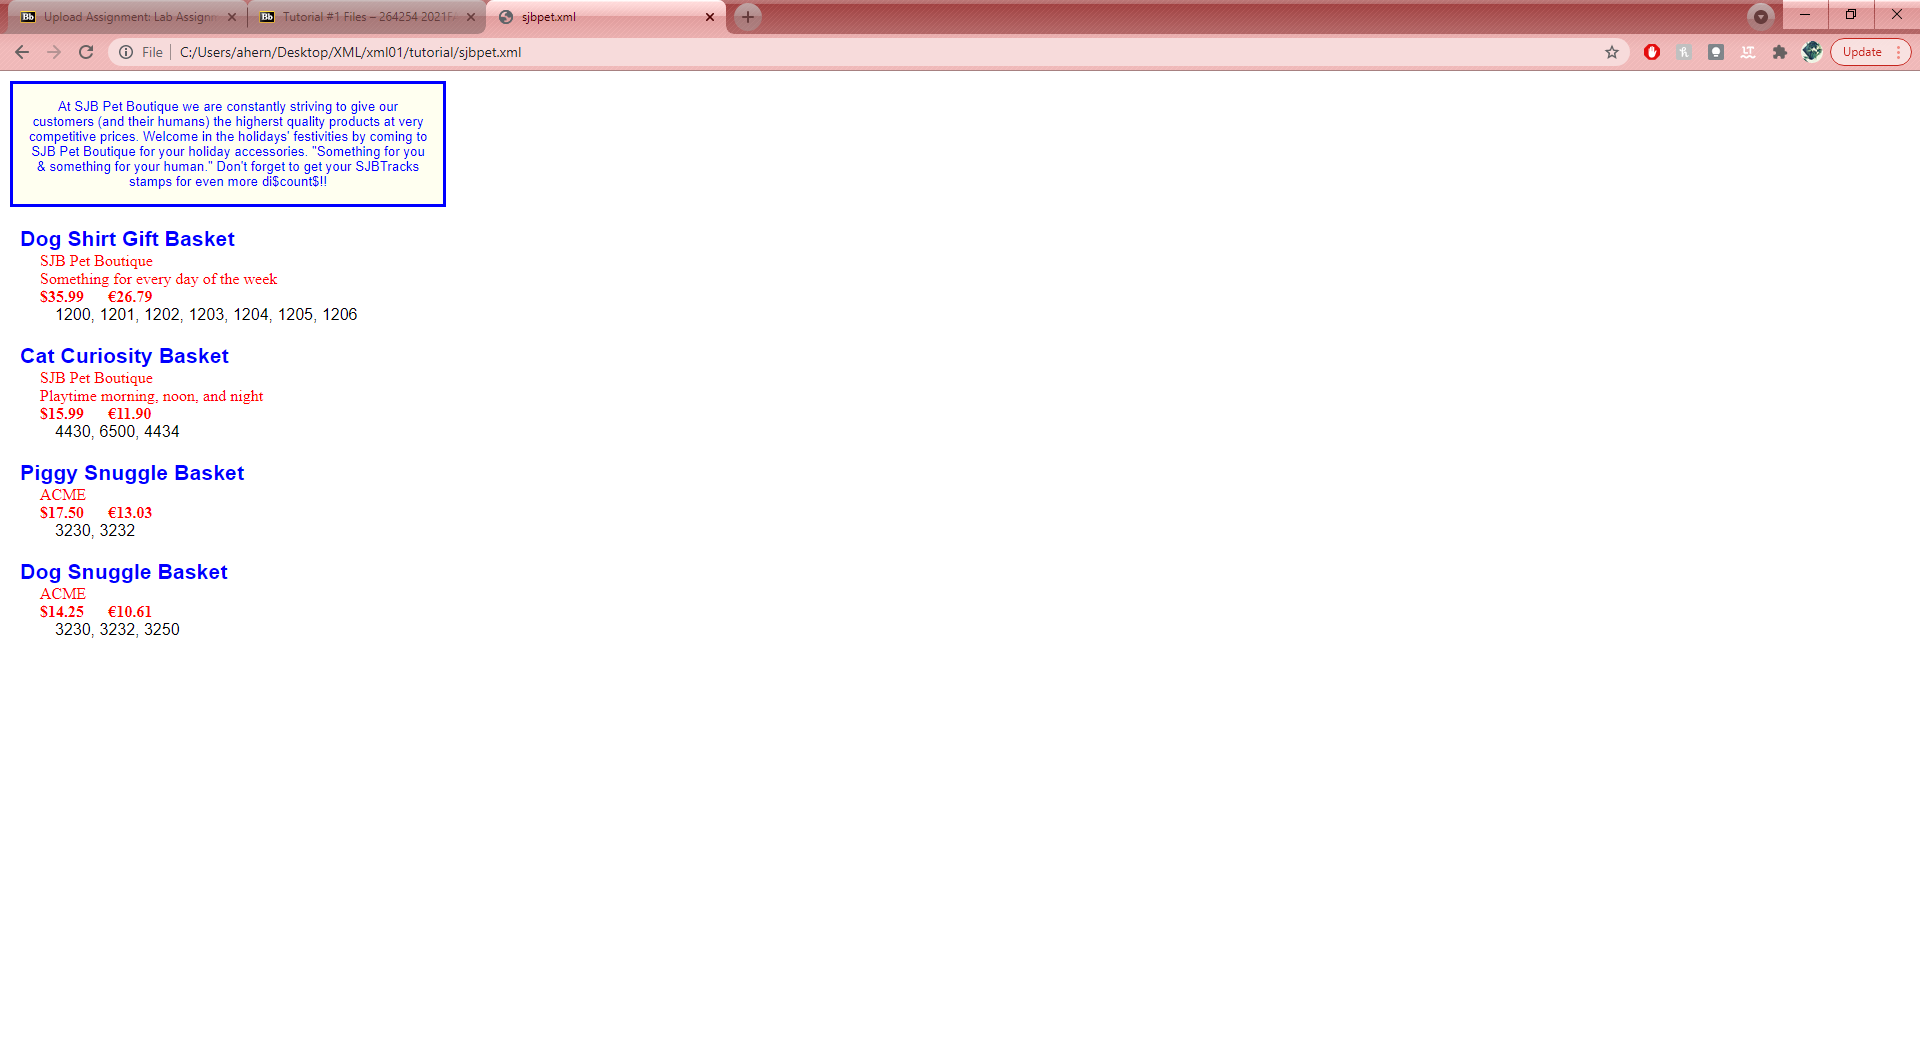 Upload Assignment: Lab Assign
Tutorial #1 Files – 264254 2021F
sjbpet.xml
File
C:/Users/ahern/Desktop/XML/xml01/tutorial/sjbpet.xml
Update
At SJB Pet Boutique we are constantly striving to give our
customers (and their humans) the higherst quality products at very
competitive prices. Welcome in the holidays' festivities by coming to
SJB Pet Boutique for your holiday accessories. "Something for you
& something for your human." Don't forget to get your SJBTracks
stamps for even more di$count$!!
Dog Shirt Gift Basket
SJB Pet Boutique
Something for every day of the week
$35.99 €26.79
1200, 1201, 1202, 1203, 1204, 1205, 1206
Cat Curiosity Basket
SJB Pet Boutique
Playtime morning, noon, and night
$15.99 €11.90
4430, 6500, 4434
Piggy Snuggle Basket
ACME
$17.50 €13.03
3230, 3232
Dog Snuggle Basket
ACME
$14.25 €10.61
3230, 3232, 3250